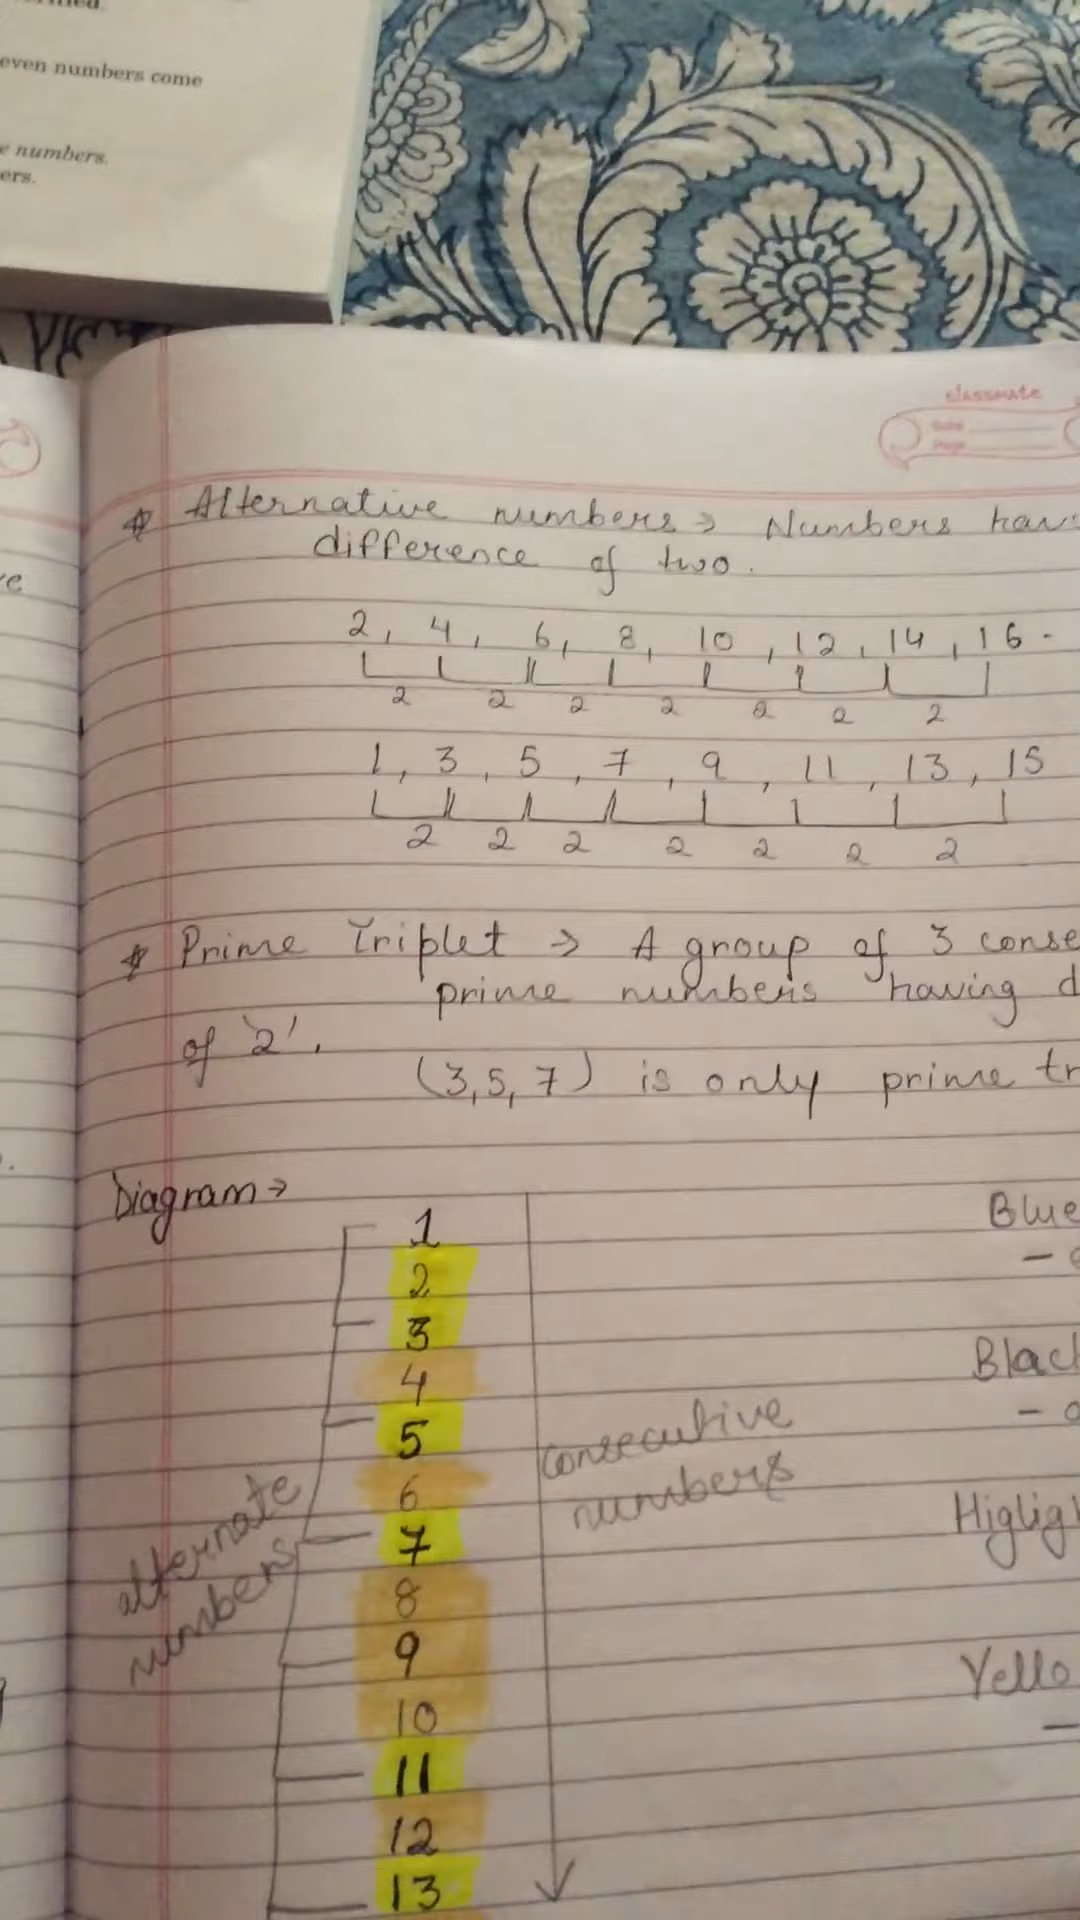 even numbers come
e numbers.
ers.
classmate
Date
Page
Alternative numbers → Numbers hav
difference of two.
2, 4, 6, 8, 10, 12, 14, 16.
2 2 2 2 2 2 2
1, 3, 5, 7, 9, 11, 13, 15
2 2 2 2 2 2 2
Prime Triplet → A group of 3 conse
prime numbers having d
of '2'.
(3,5,7) is only prime tr
Diagram →
1
Blue
2
3
4
Black
5
consecutive
numbers
6
Higlig
7
alternate
numbers
8
9
Yello
10
11
12
13